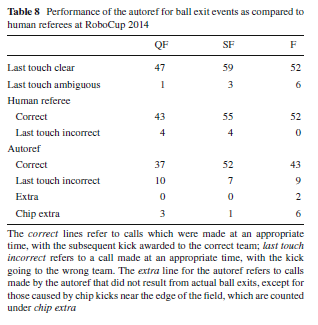 Table 8 Performance of the autoref for ball exit events as compared to
human referees at RoboCup 2014
QF SF F
Last touch clear 47 59 52
Last touch ambiguous 1 3 6
Human referee
Correct 43 55 52
Last touch incorrect 4 4 0
Autoref
Correct 37 52 43
Last touch incorrect 10 7 9
Extra 0 0 2
Chip extra 3 1 6
The correct lines refer to calls which were made at an appropriate
time, with the subsequent kick awarded to the correct team; last touch
incorrect refers to a call made at an appropriate time, with the kick
going to the wrong team. The extra line for the autoref refers to calls
made by the autoref that did not result from actual ball exits, except for
those caused by chip kicks near the edge of the field, which are counted
under chip extra